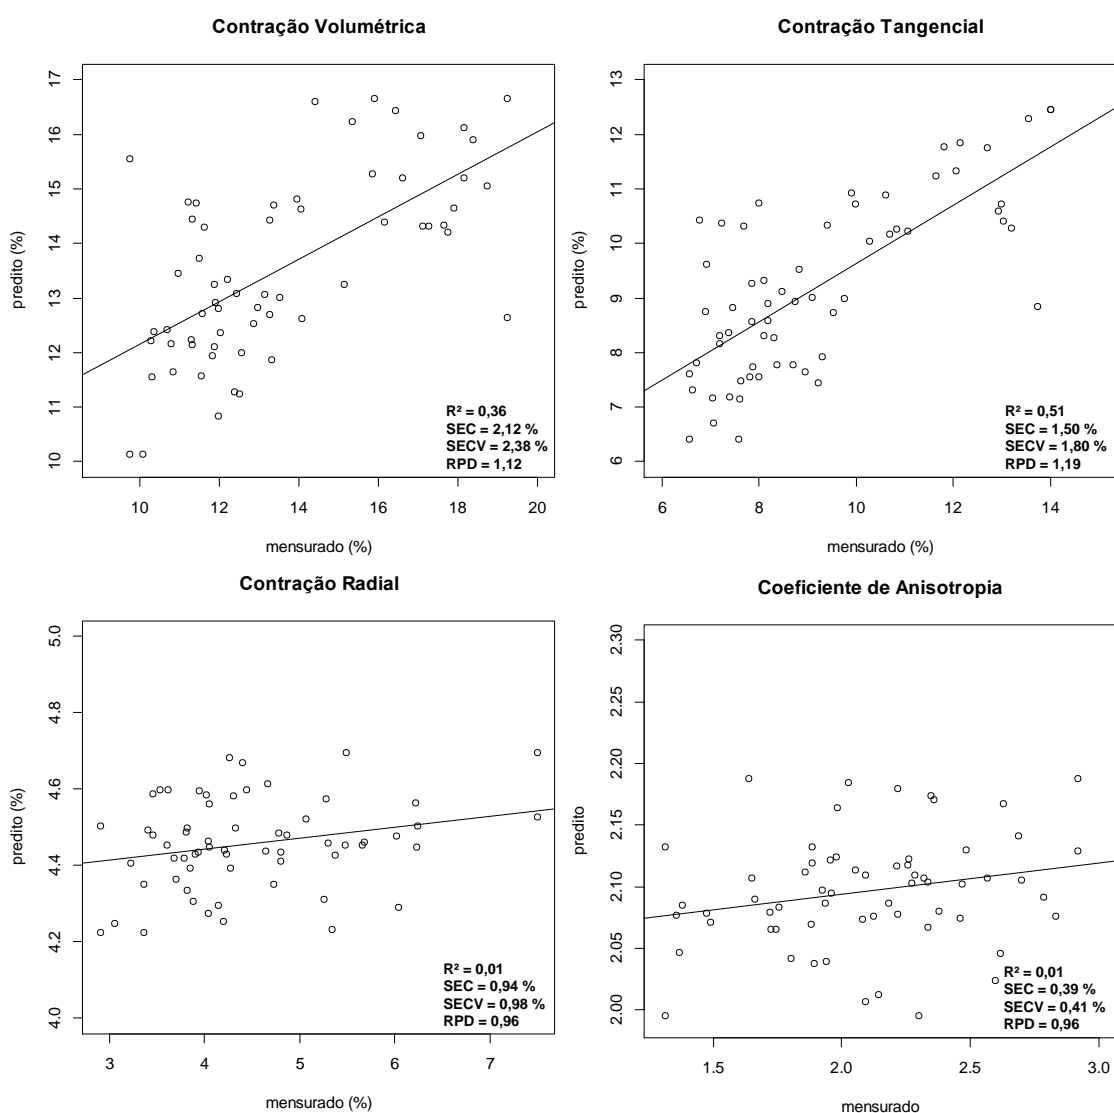 Contração Volumétrica
predito (%)
17
16
15
14
13
12
11
10
R² = 0,36
SEC = 2,12 %
SECV = 2,38 %
RPD = 1,12
10
12
14
16
18
20
mensurado (%)
Contração Tangencial
predito (%)
13
12
11
10
9
8
7
6
R² = 0,51
SEC = 1,50 %
SECV = 1,80 %
RPD = 1,19
6
8
10
12
14
mensurado (%)
Contração Radial
predito (%)
5.0
4.8
4.6
4.4
4.2
4.0
R² = 0,01
SEC = 0,94 %
SECV = 0,98 %
RPD = 0,96
3
4
5
6
7
mensurado (%)
Coeficiente de Anisotropia
predito
2.30
2.25
2.20
2.15
2.10
2.05
2.00
R² = 0,01
SEC = 0,39 %
SECV = 0,41 %
RPD = 0,96
1.5
2.0
2.5
3.0
mensurado